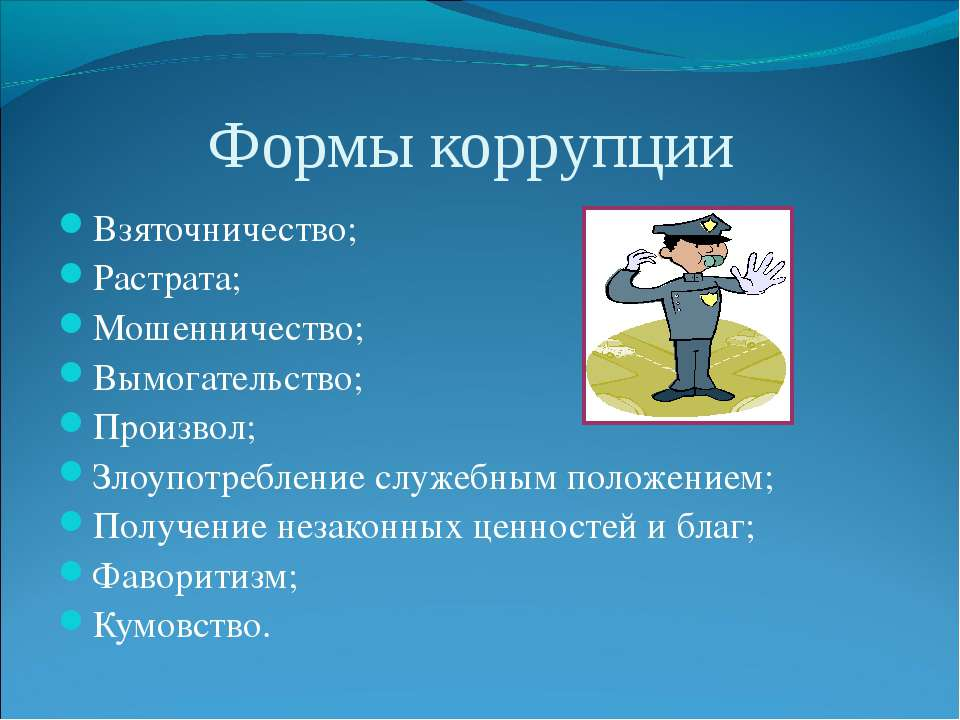 Формы коррупции
Взяточничество;
Растрата;
Мошенничество;
Вымогательство;
Произвол;
Злоупотребление служебным положением;
Получение незаконных ценностей и благ;
Фаворитизм;
Кумовство.